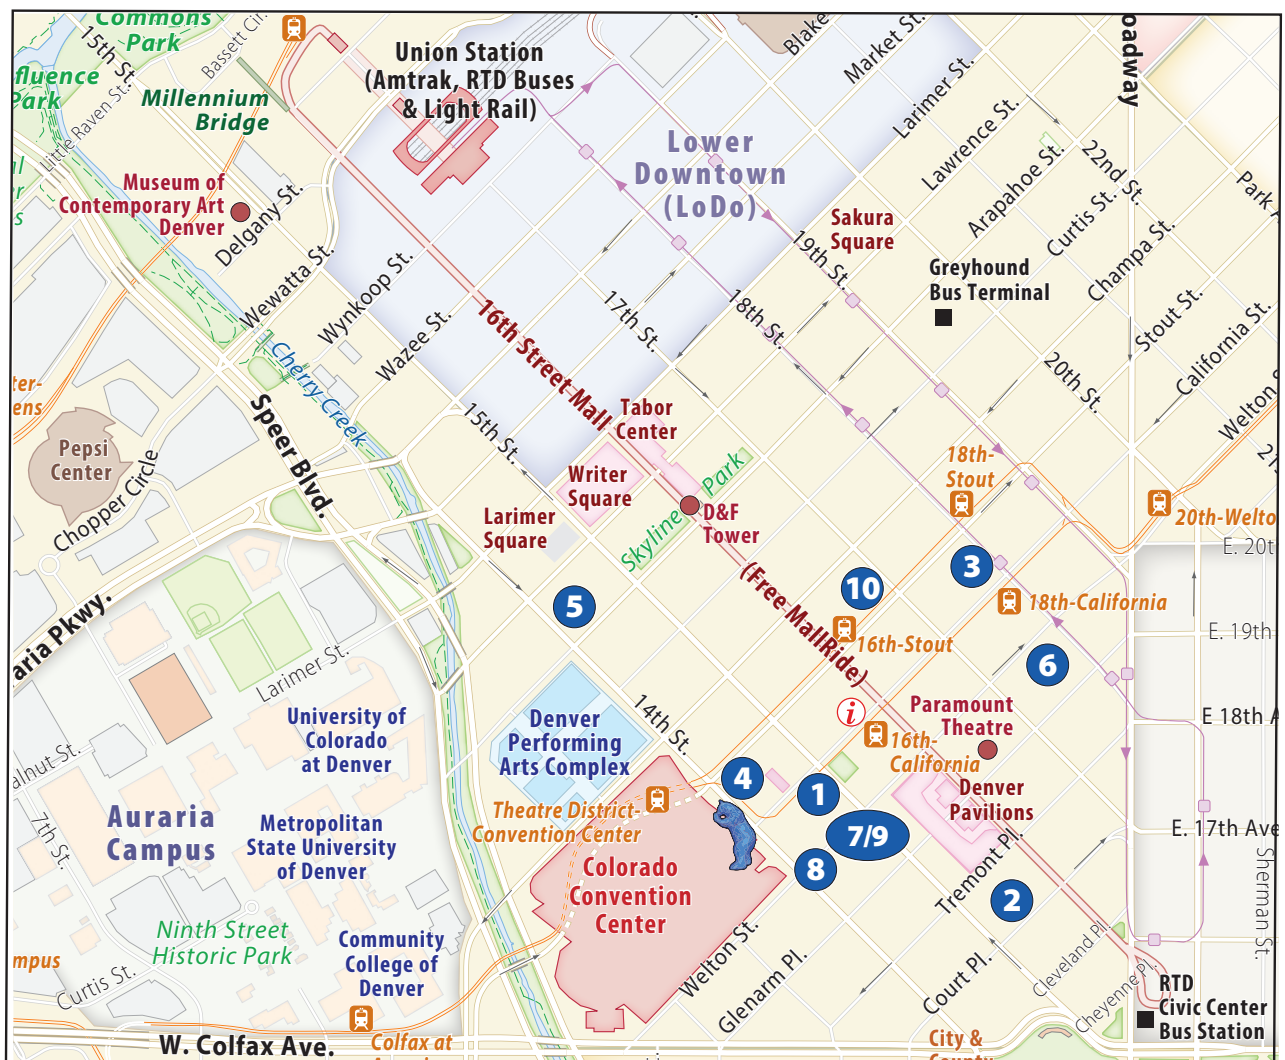 Commons
Park
15th St.
Bassett Cir.
Union Station
(Amtrak, RTD Buses
& Light Rail)
Blake
Market St.
Larimer St.
oadway
fluence
Park
Little Raven St.
Millennium
Bridge
Lower
Downtown
(LoDo)
Lawrence St.
Arapahoe St.
22nd St.
Park A
Museum of
Contemporary Art
Denver
Delgany St.
Sakura
Square
Curtis St.
Champa St.
Wewatta St.
Wynkoop St.
19th St.
Greyhound
Bus Terminal
Stout St.
California St.
Wazee St.
16th Street Mall
17th St.
18th St.
20th St.
Welton S
21
ter-
ens
Cherry Creek
Speer Blvd.
15th St.
Tabor
Center
Pepsi
Center
Chopper Circle
Writer
Square
Skyline Park
18th-
Stout
Larimer
Square
D&F
Tower
20th-Welto
E. 20t
aria Pkwy.
5
(Free MallRide)
10
3
18th-California
16th-Stout
E. 19th
6
Larimer St.
14th St.
i
Paramount
Theatre
E 18th A
University of
Colorado
at Denver
Denver
Performing
Arts Complex
16th-
California
alnut St.
7th St.
Auraria
Campus
Metropolitan
State University
of Denver
Theatre District-
Convention Center
4
1
Denver
Pavilions
7/9
E. 17th Ave
Colorado
Convention
Center
8
Tremont Pl.
2
Sherman St.
Ninth Street
Historic Park
Community
College of
Denver
mpus
Curtis St.
Welton St.
Glenarm Pl.
Court Pl.
Cleveland Pl.
Cheyenne Pl.
RTD
Civic Center
Bus Station
W. Colfax Ave.
Colfax at
City &